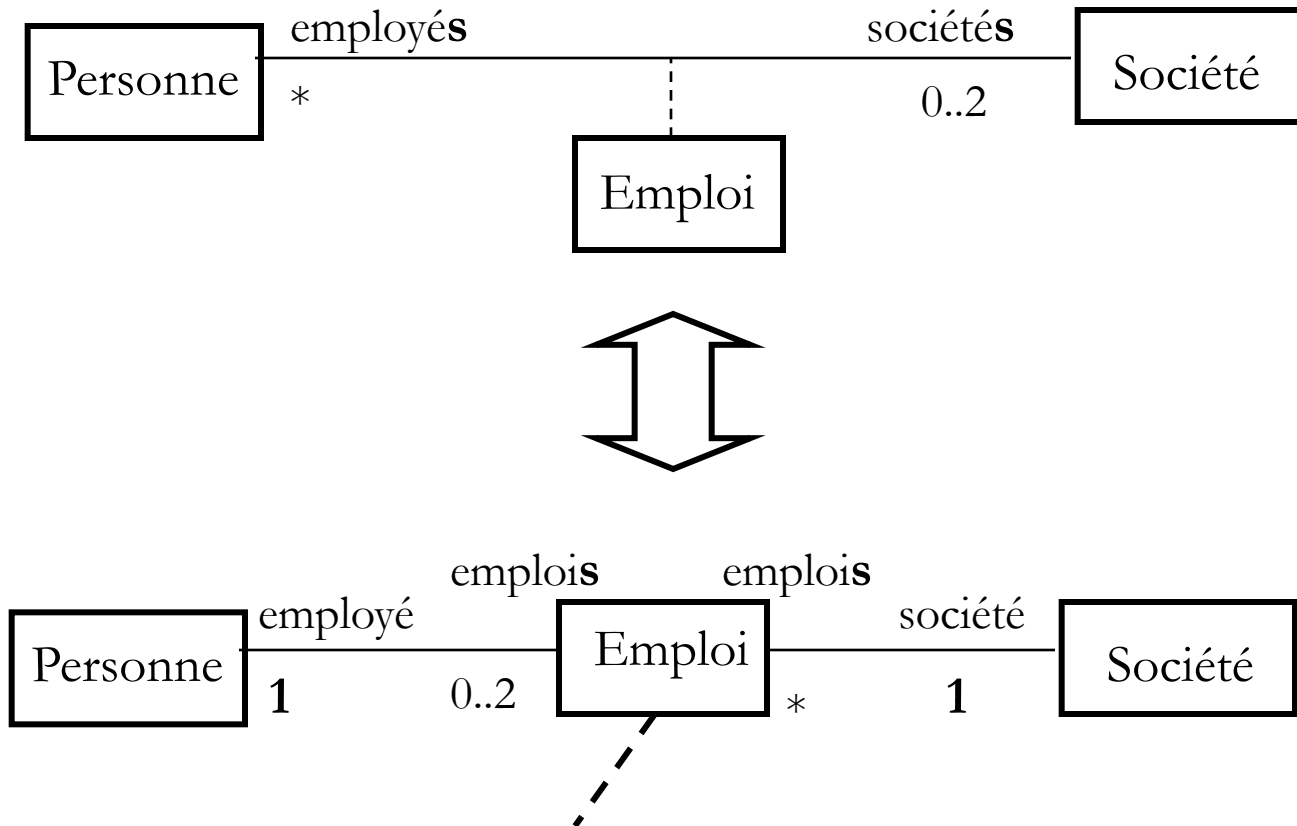 employés sociétés
Personne Société
* 0..2
Emploi
emplois emplois
employé société
Personne Emploi Société
1 0..2 * 1